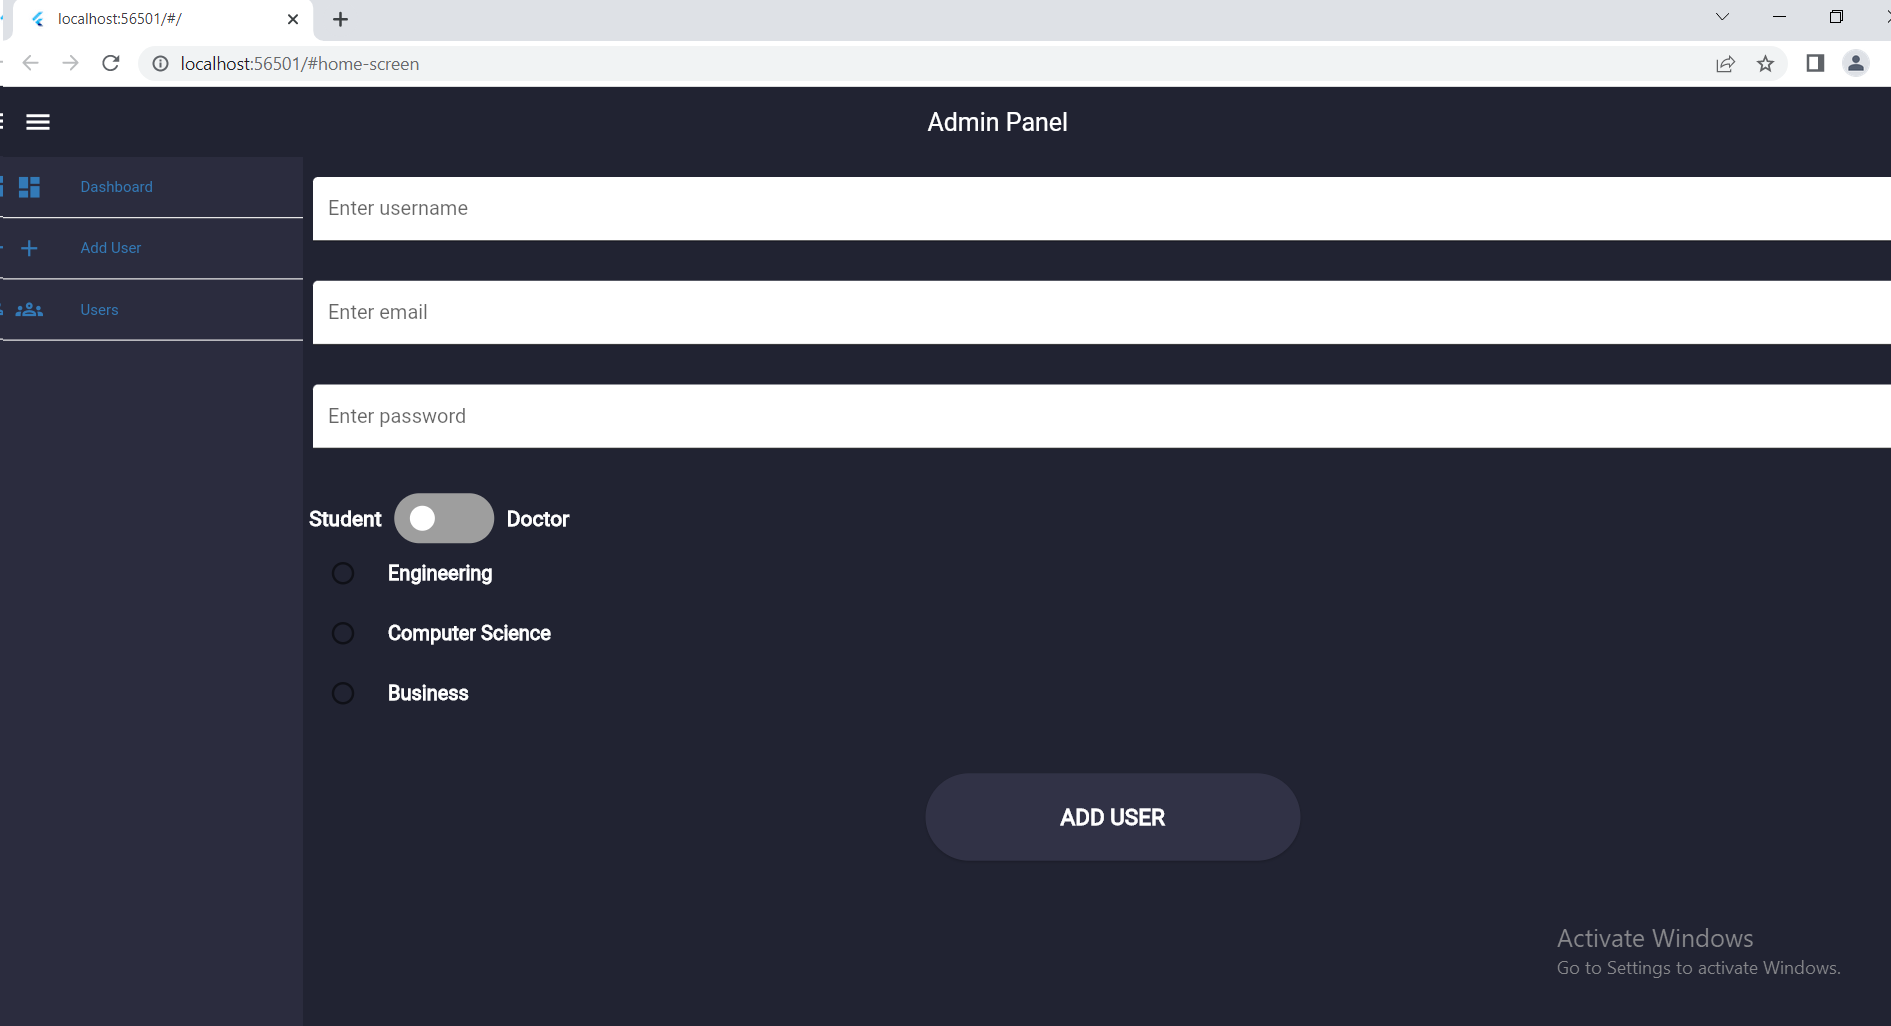 localhost:56501/#/
localhost:56501/#home-screen
Admin Panel
Dashboard
Add User
Users
Enter username
Enter email
Enter password
Student Doctor
Engineering
Computer Science
Business
ADD USER
Activate Windows
Go to Settings to activate Windows.